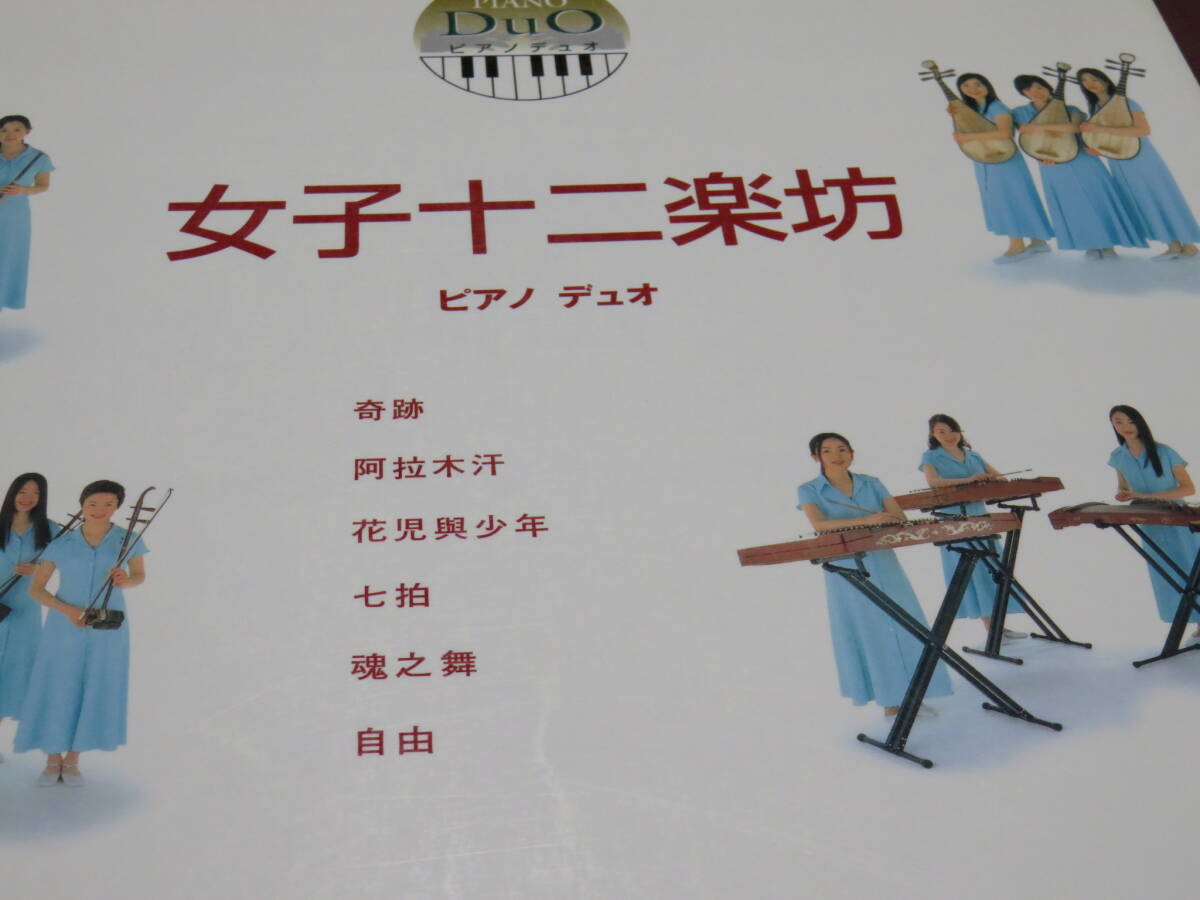 PIANO
DuO
ピアノデュオ
女子十二楽坊
ピアノ デュオ
奇跡
阿拉木汗
花児與少年
七拍
魂之舞
自由